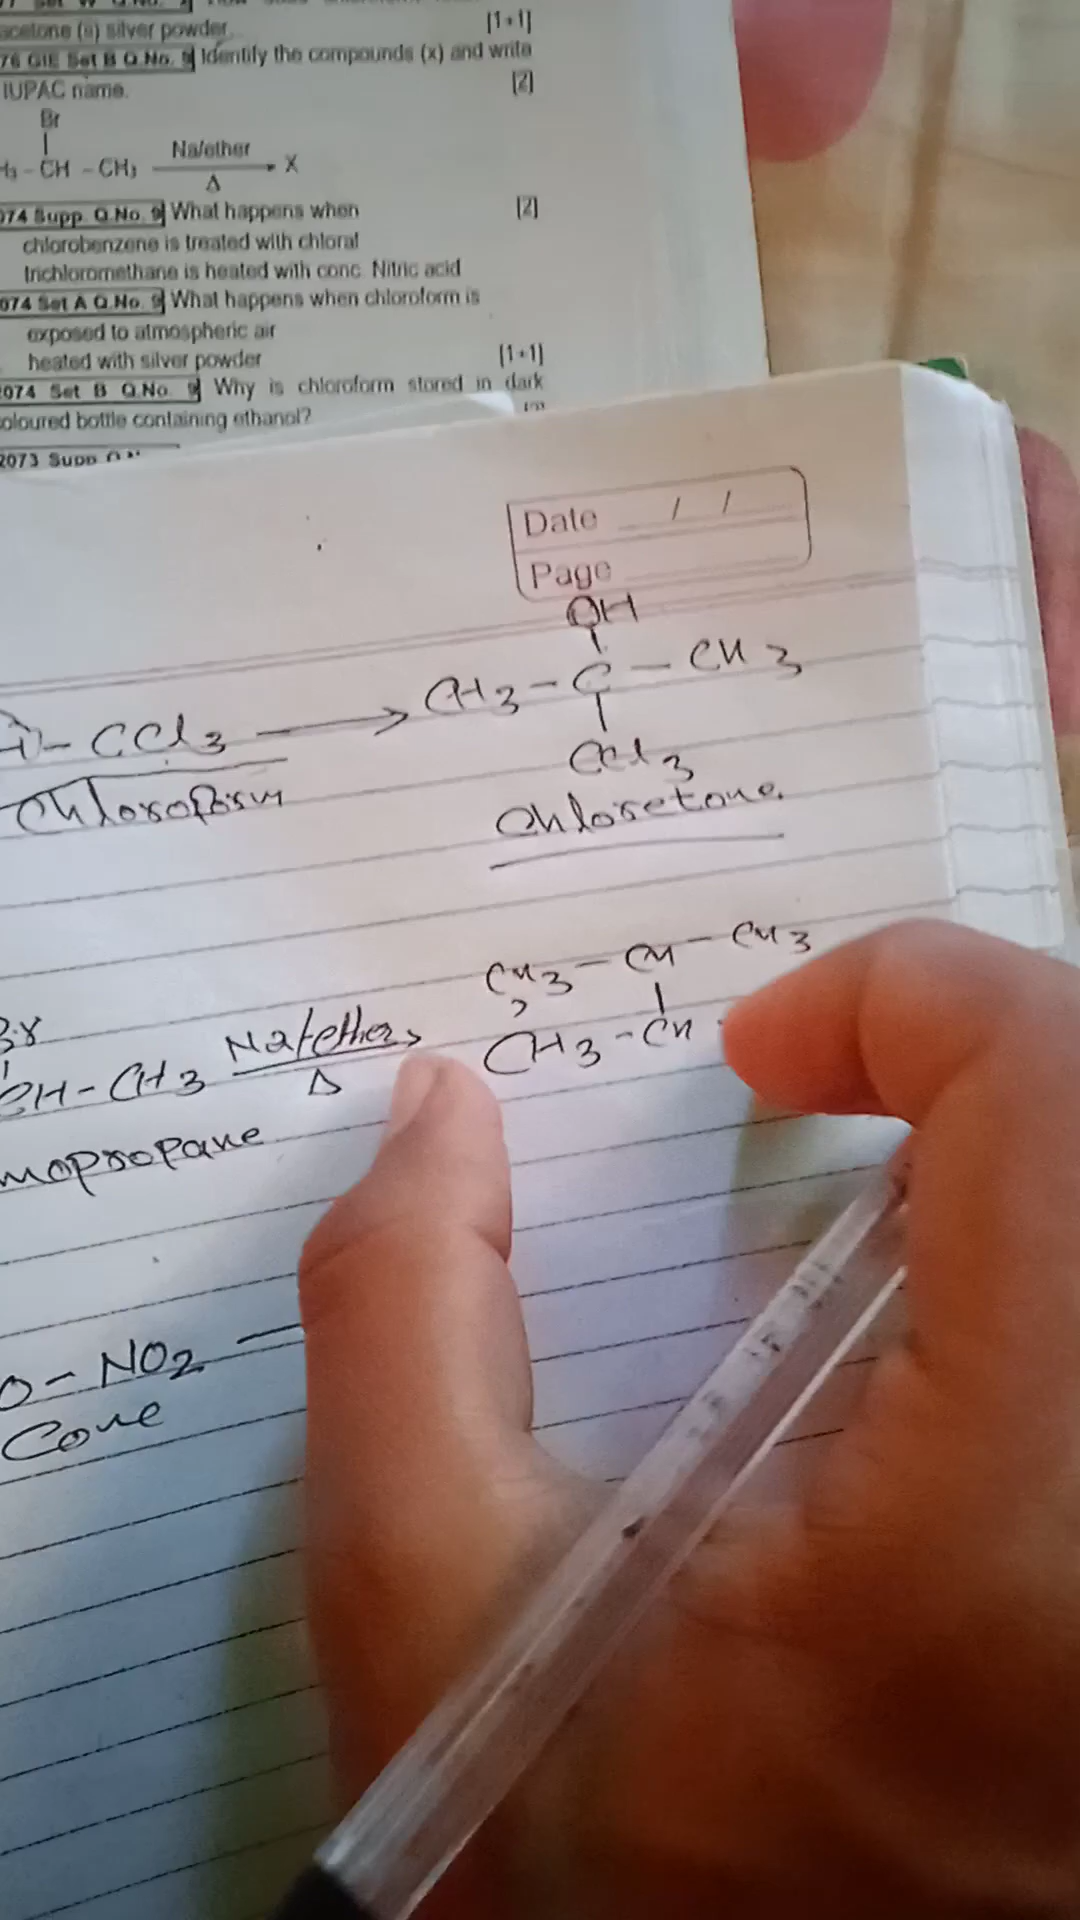 acetone (ii) silver powder. [1+1]
76 GIE Set B Q.No. 9 Identify the compounds (x) and write
IUPAC name. [2]
Br
H₃ - CH - CH₃ Na/ether Δ X
074 Supp. Q.No. 9 What happens when [2]
chlorobenzene is treated with chloral
trichloromethane is heated with conc. Nitric acid
074 Set A Q.No. 9 What happens when chloroform is
exposed to atmospheric air
heated with silver powder [1+1]
2074 Set B Q.No. 9 Why is chloroform stored in dark
coloured bottle containing ethanol?
2073 Supp
Date / /
Page
OH
- CCl3 → CH3 - C - CH3
CCl3
Chloroform
Chloretone.
CH3 - CH - CH3
Br
CH - CH3 Na/ether Δ CH3 - CH
mopropane
O - NO2
Conc